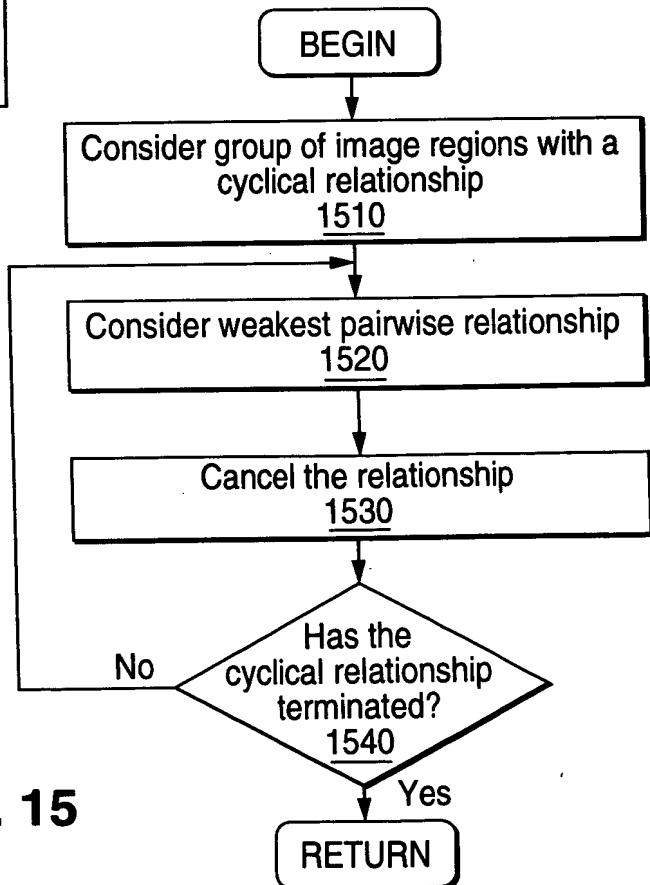 BEGIN
Consider group of image regions with a
cyclical relationship
1510
Consider weakest pairwise relationship
1520
Cancel the relationship
1530
Has the
cyclical relationship
terminated?
1540
No
Yes
. 15
RETURN